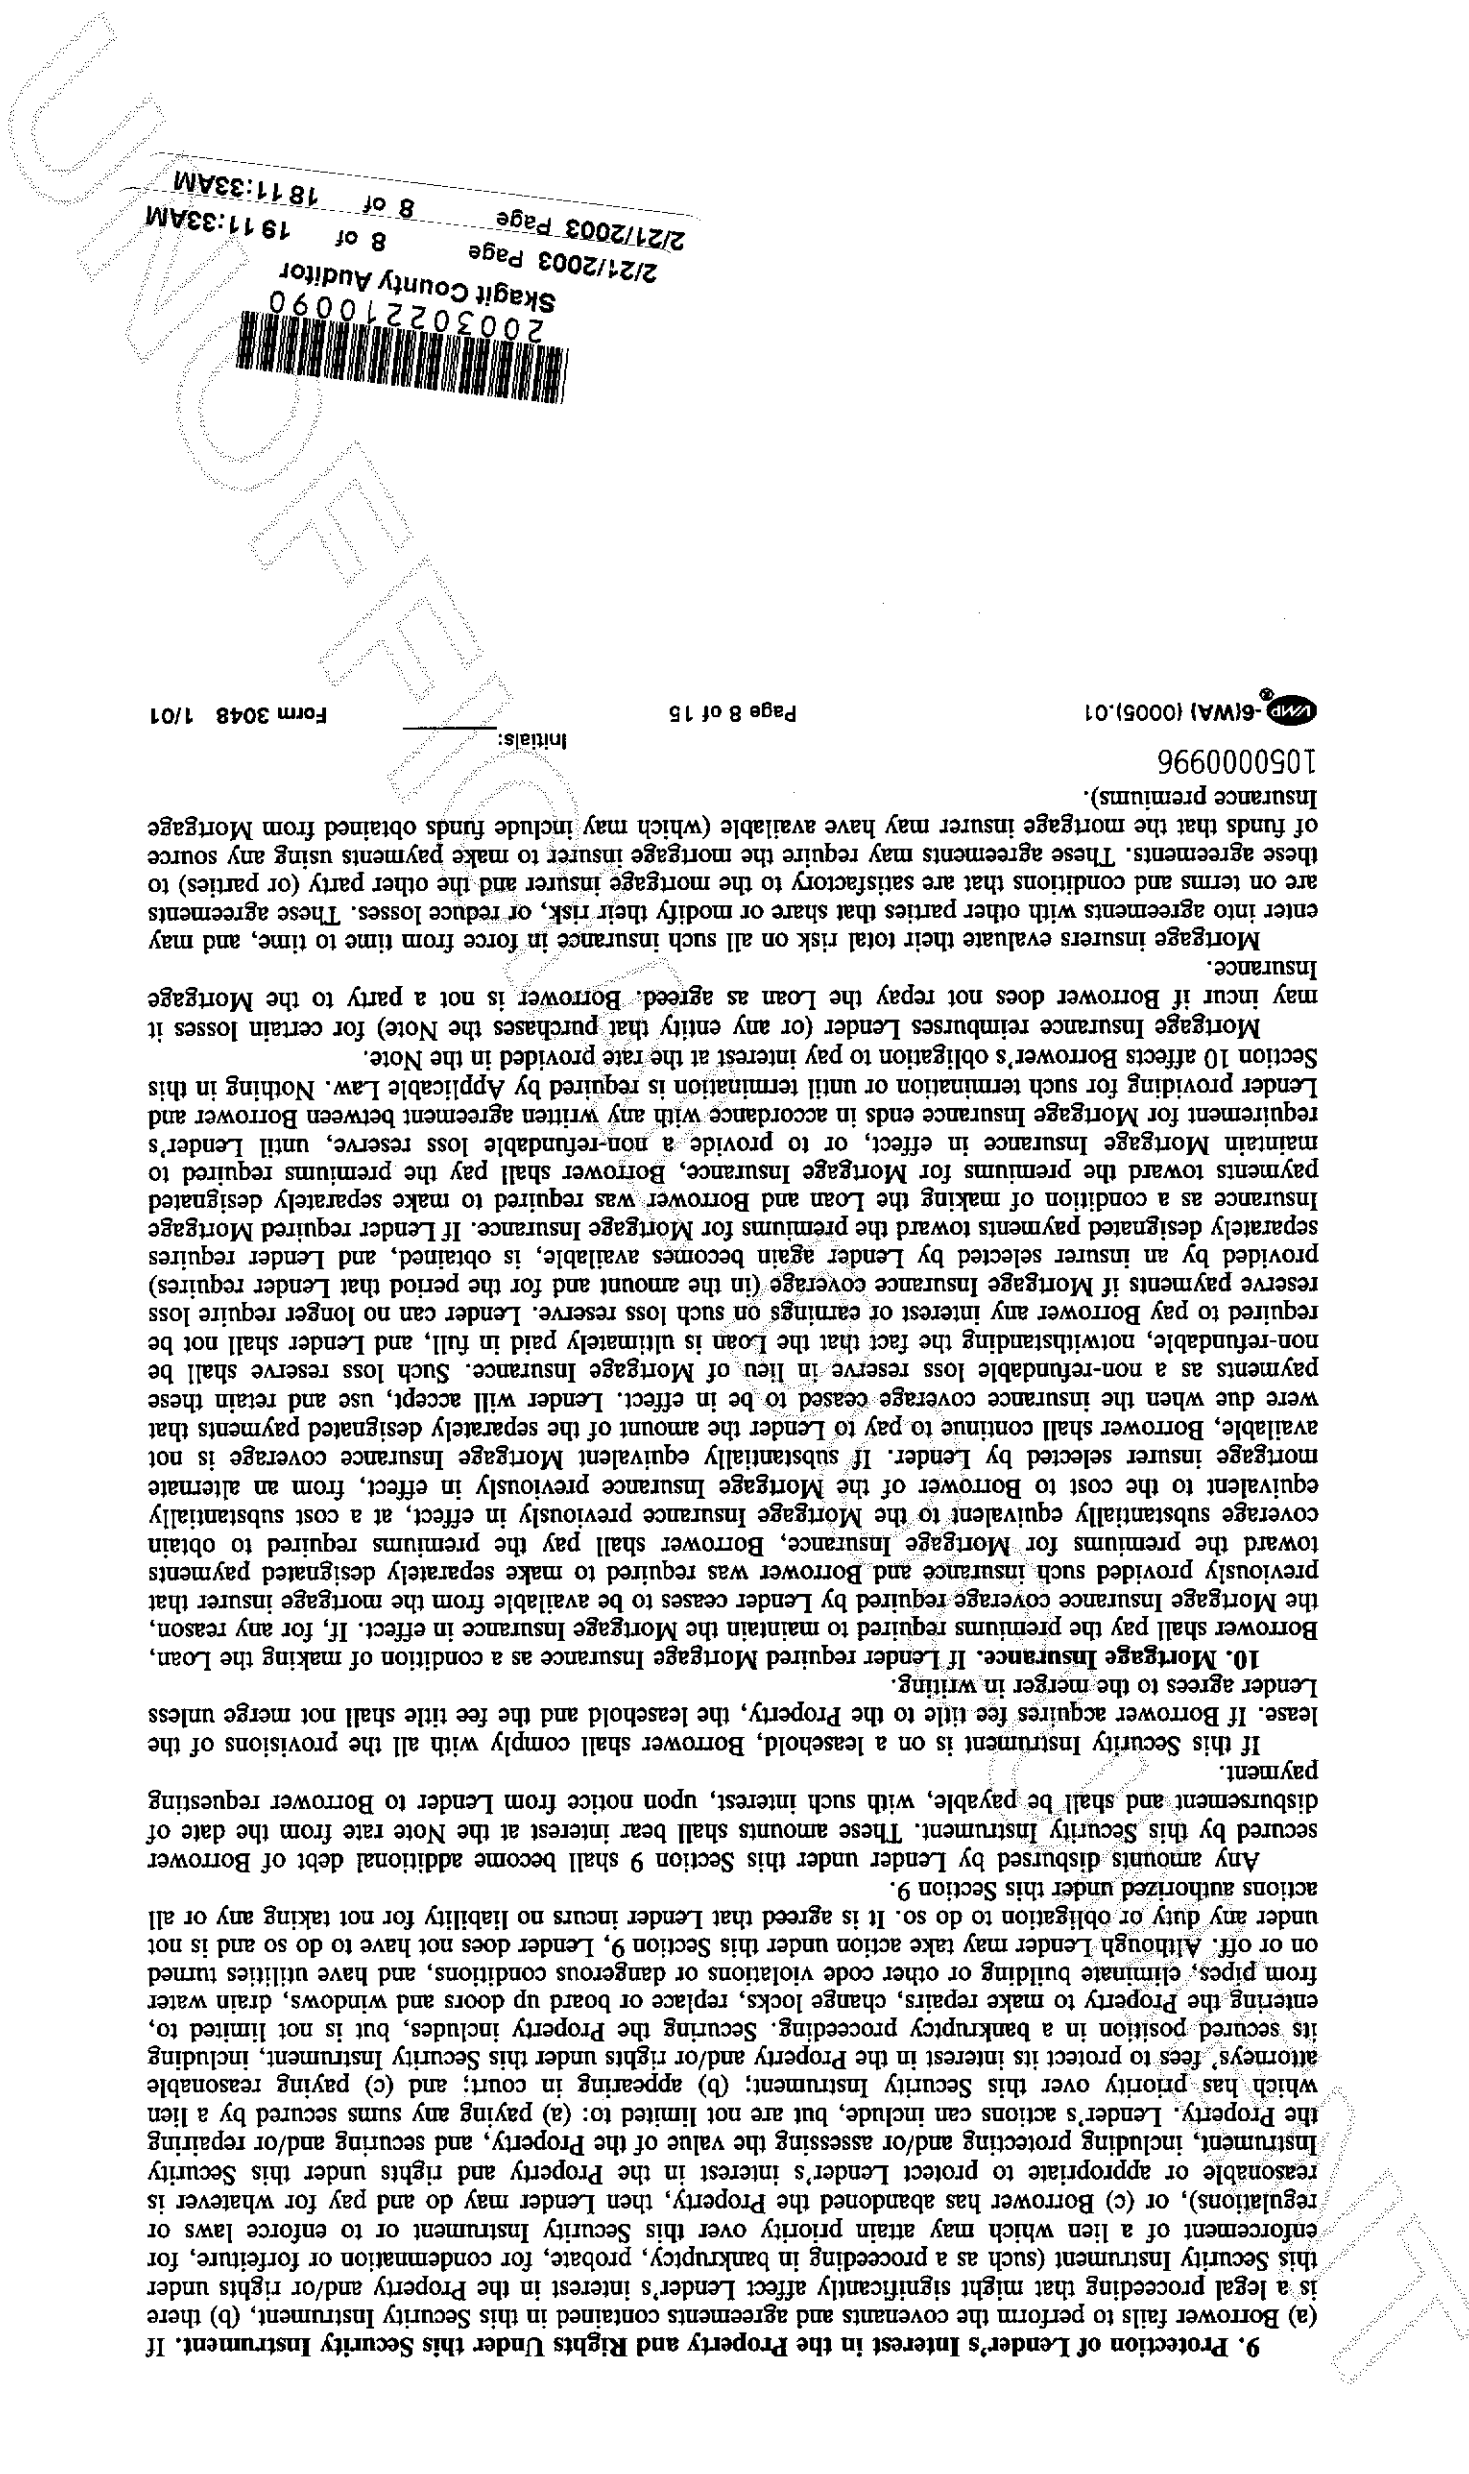 9. Protection of Lender's Interest in the Property and Rights Under this Security Instrument. If
(a) Borrower fails to perform the covenants and agreements contained in this Security Instrument, (b) there
is a legal proceeding that might significantly affect Lender's interest in the Property and/or rights under
this Security Instrument (such as a proceeding in bankruptcy, probate, for condemnation or forfeiture, for
enforcement of a lien which may attain priority over this Security Instrument or to enforce laws or
regulations), or (c) Borrower has abandoned the Property, then Lender may do and pay for whatever is
reasonable or appropriate to protect Lender's interest in the Property and rights under this Security
Instrument, including protecting and/or assessing the value of the Property, and securing and/or repairing
the Property. Lender's actions can include, but are not limited to: (a) paying any sums secured by a lien
which has priority over this Security Instrument; (b) appearing in court; and (c) paying reasonable
attorneys' fees to protect its interest in the Property and/or rights under this Security Instrument, including
its secured position in a bankruptcy proceeding. Securing the Property includes, but is not limited to,
entering the Property to make repairs, change locks, replace or board up doors and windows, drain water
from pipes, eliminate building or other code violations or dangerous conditions, and have utilities turned
on or off. Although Lender may take action under this Section 9, Lender does not have to do so and is not
under any duty or obligation to do so. It is agreed that Lender incurs no liability for not taking any or all
actions authorized under this Section 9.
Any amounts disbursed by Lender under this Section 9 shall become additional debt of Borrower
secured by this Security Instrument. These amounts shall bear interest at the Note rate from the date of
disbursement and shall be payable, with such interest, upon notice from Lender to Borrower requesting
payment.
If this Security Instrument is on a leasehold, Borrower shall comply with all the provisions of the
lease. If Borrower acquires fee title to the Property, the leasehold and the fee title shall not merge unless
Lender agrees to the merger in writing.
10. Mortgage Insurance. If Lender required Mortgage Insurance as a condition of making the Loan,
Borrower shall pay the premiums required to maintain the Mortgage Insurance in effect. If, for any reason,
the Mortgage Insurance coverage required by Lender ceases to be available from the mortgage insurer that
previously provided such insurance and Borrower was required to make separately designated payments
toward the premiums for Mortgage Insurance, Borrower shall pay the premiums required to obtain
coverage substantially equivalent to the Mortgage Insurance previously in effect, at a cost substantially
equivalent to the cost to Borrower of the Mortgage Insurance previously in effect, from an alternate
mortgage insurer selected by Lender. If substantially equivalent Mortgage Insurance coverage is not
available, Borrower shall continue to pay to Lender the amount of the separately designated payments that
were due when the insurance coverage ceased to be in effect. Lender will accept, use and retain these
payments as a non-refundable loss reserve in lieu of Mortgage Insurance. Such loss reserve shall be
non-refundable, notwithstanding the fact that the Loan is ultimately paid in full, and Lender shall not be
required to pay Borrower any interest or earnings on such loss reserve. Lender can no longer require loss
reserve payments if Mortgage Insurance coverage (in the amount and for the period that Lender requires)
provided by an insurer selected by Lender again becomes available, is obtained, and Lender requires
separately designated payments toward the premiums for Mortgage Insurance. If Lender required Mortgage
Insurance as a condition of making the Loan and Borrower was required to make separately designated
payments toward the premiums for Mortgage Insurance, Borrower shall pay the premiums required to
maintain Mortgage Insurance in effect, or to provide a non-refundable loss reserve, until Lender's
requirement for Mortgage Insurance ends in accordance with any written agreement between Borrower and
Lender providing for such termination or until termination is required by Applicable Law. Nothing in this
Section 10 affects Borrower's obligation to pay interest at the rate provided in the Note.
Mortgage Insurance reimburses Lender (or any entity that purchases the Note) for certain losses it
may incur if Borrower does not repay the Loan as agreed. Borrower is not a party to the Mortgage
Insurance.
Mortgage insurers evaluate their total risk on all such insurance in force from time to time, and may
enter into agreements with other parties that share or modify their risk, or reduce losses. These agreements
are on terms and conditions that are satisfactory to the mortgage insurer and the other party (or parties) to
these agreements. These agreements may require the mortgage insurer to make payments using any source
of funds that the mortgage insurer may have available (which may include funds obtained from Mortgage
Insurance premiums).
1050000996
Initials:
VMP® -6(WA) (0005).01 Page 8 of 15 Form 3048 1/01
200302210090
Skagit County Auditor
2/21/2003 Page 8 of 19 11:33AM
2/21/2003 Page 8 of 18 11:33AM
UNOFFICIAL DOCUMENT